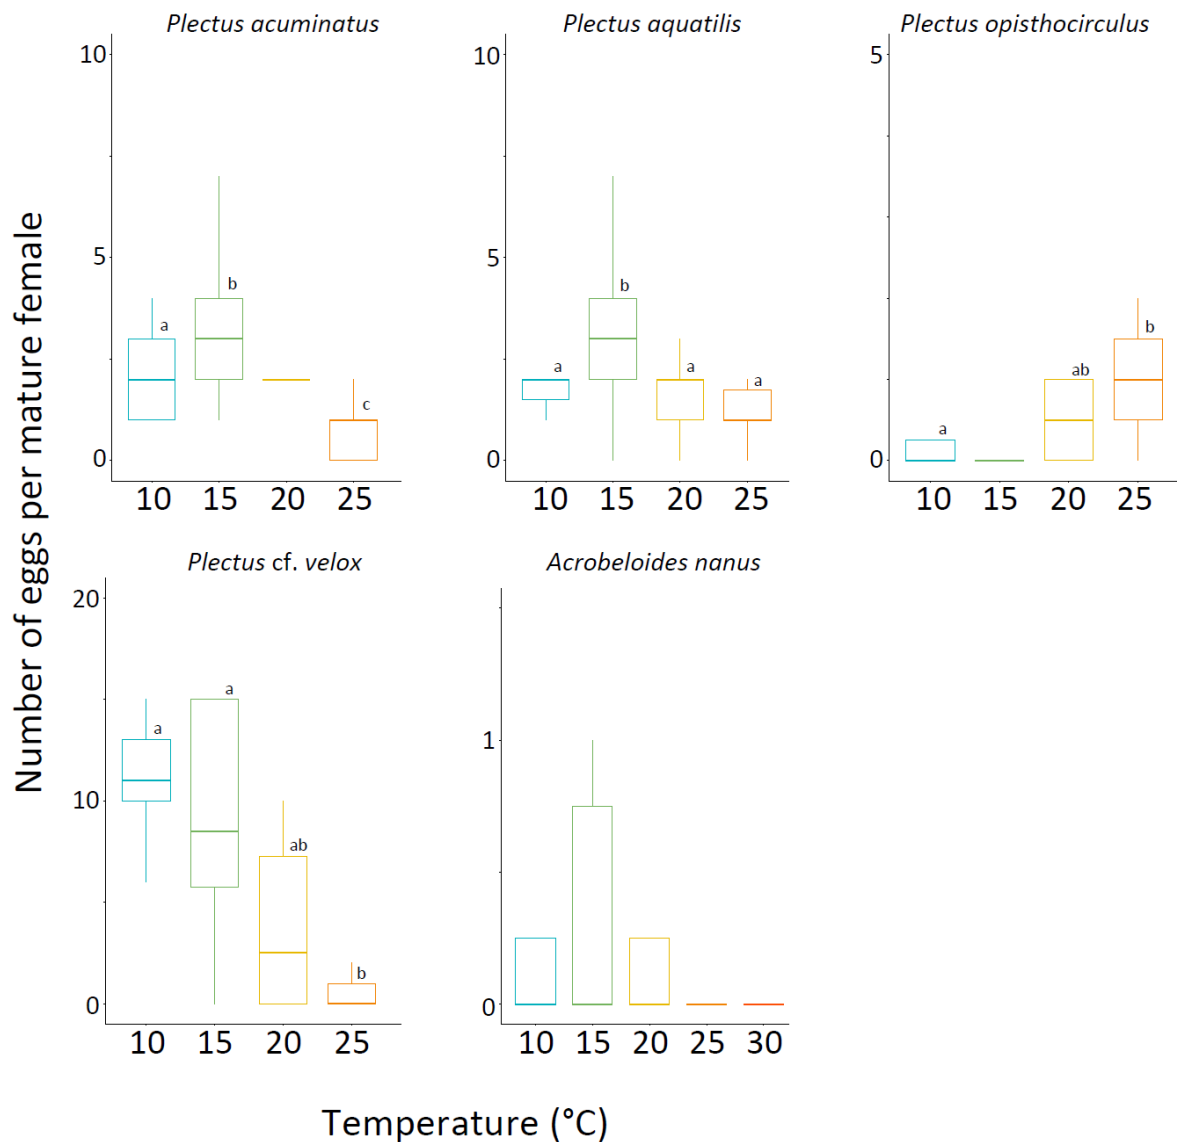 Number of eggs per mature female
Plectus acuminatus
10
5
0
a
b
c
10 15 20 25
Plectus aquatilis
10
5
0
a
b
a
a
10 15 20 25
Plectus opisthocirculus
5
0
a
ab
b
10 15 20 25
Plectus cf. velox
20
10
0
a
a
ab
b
10 15 20 25
Acrobeloides nanus
1
0
10 15 20 25 30
Temperature (°C)